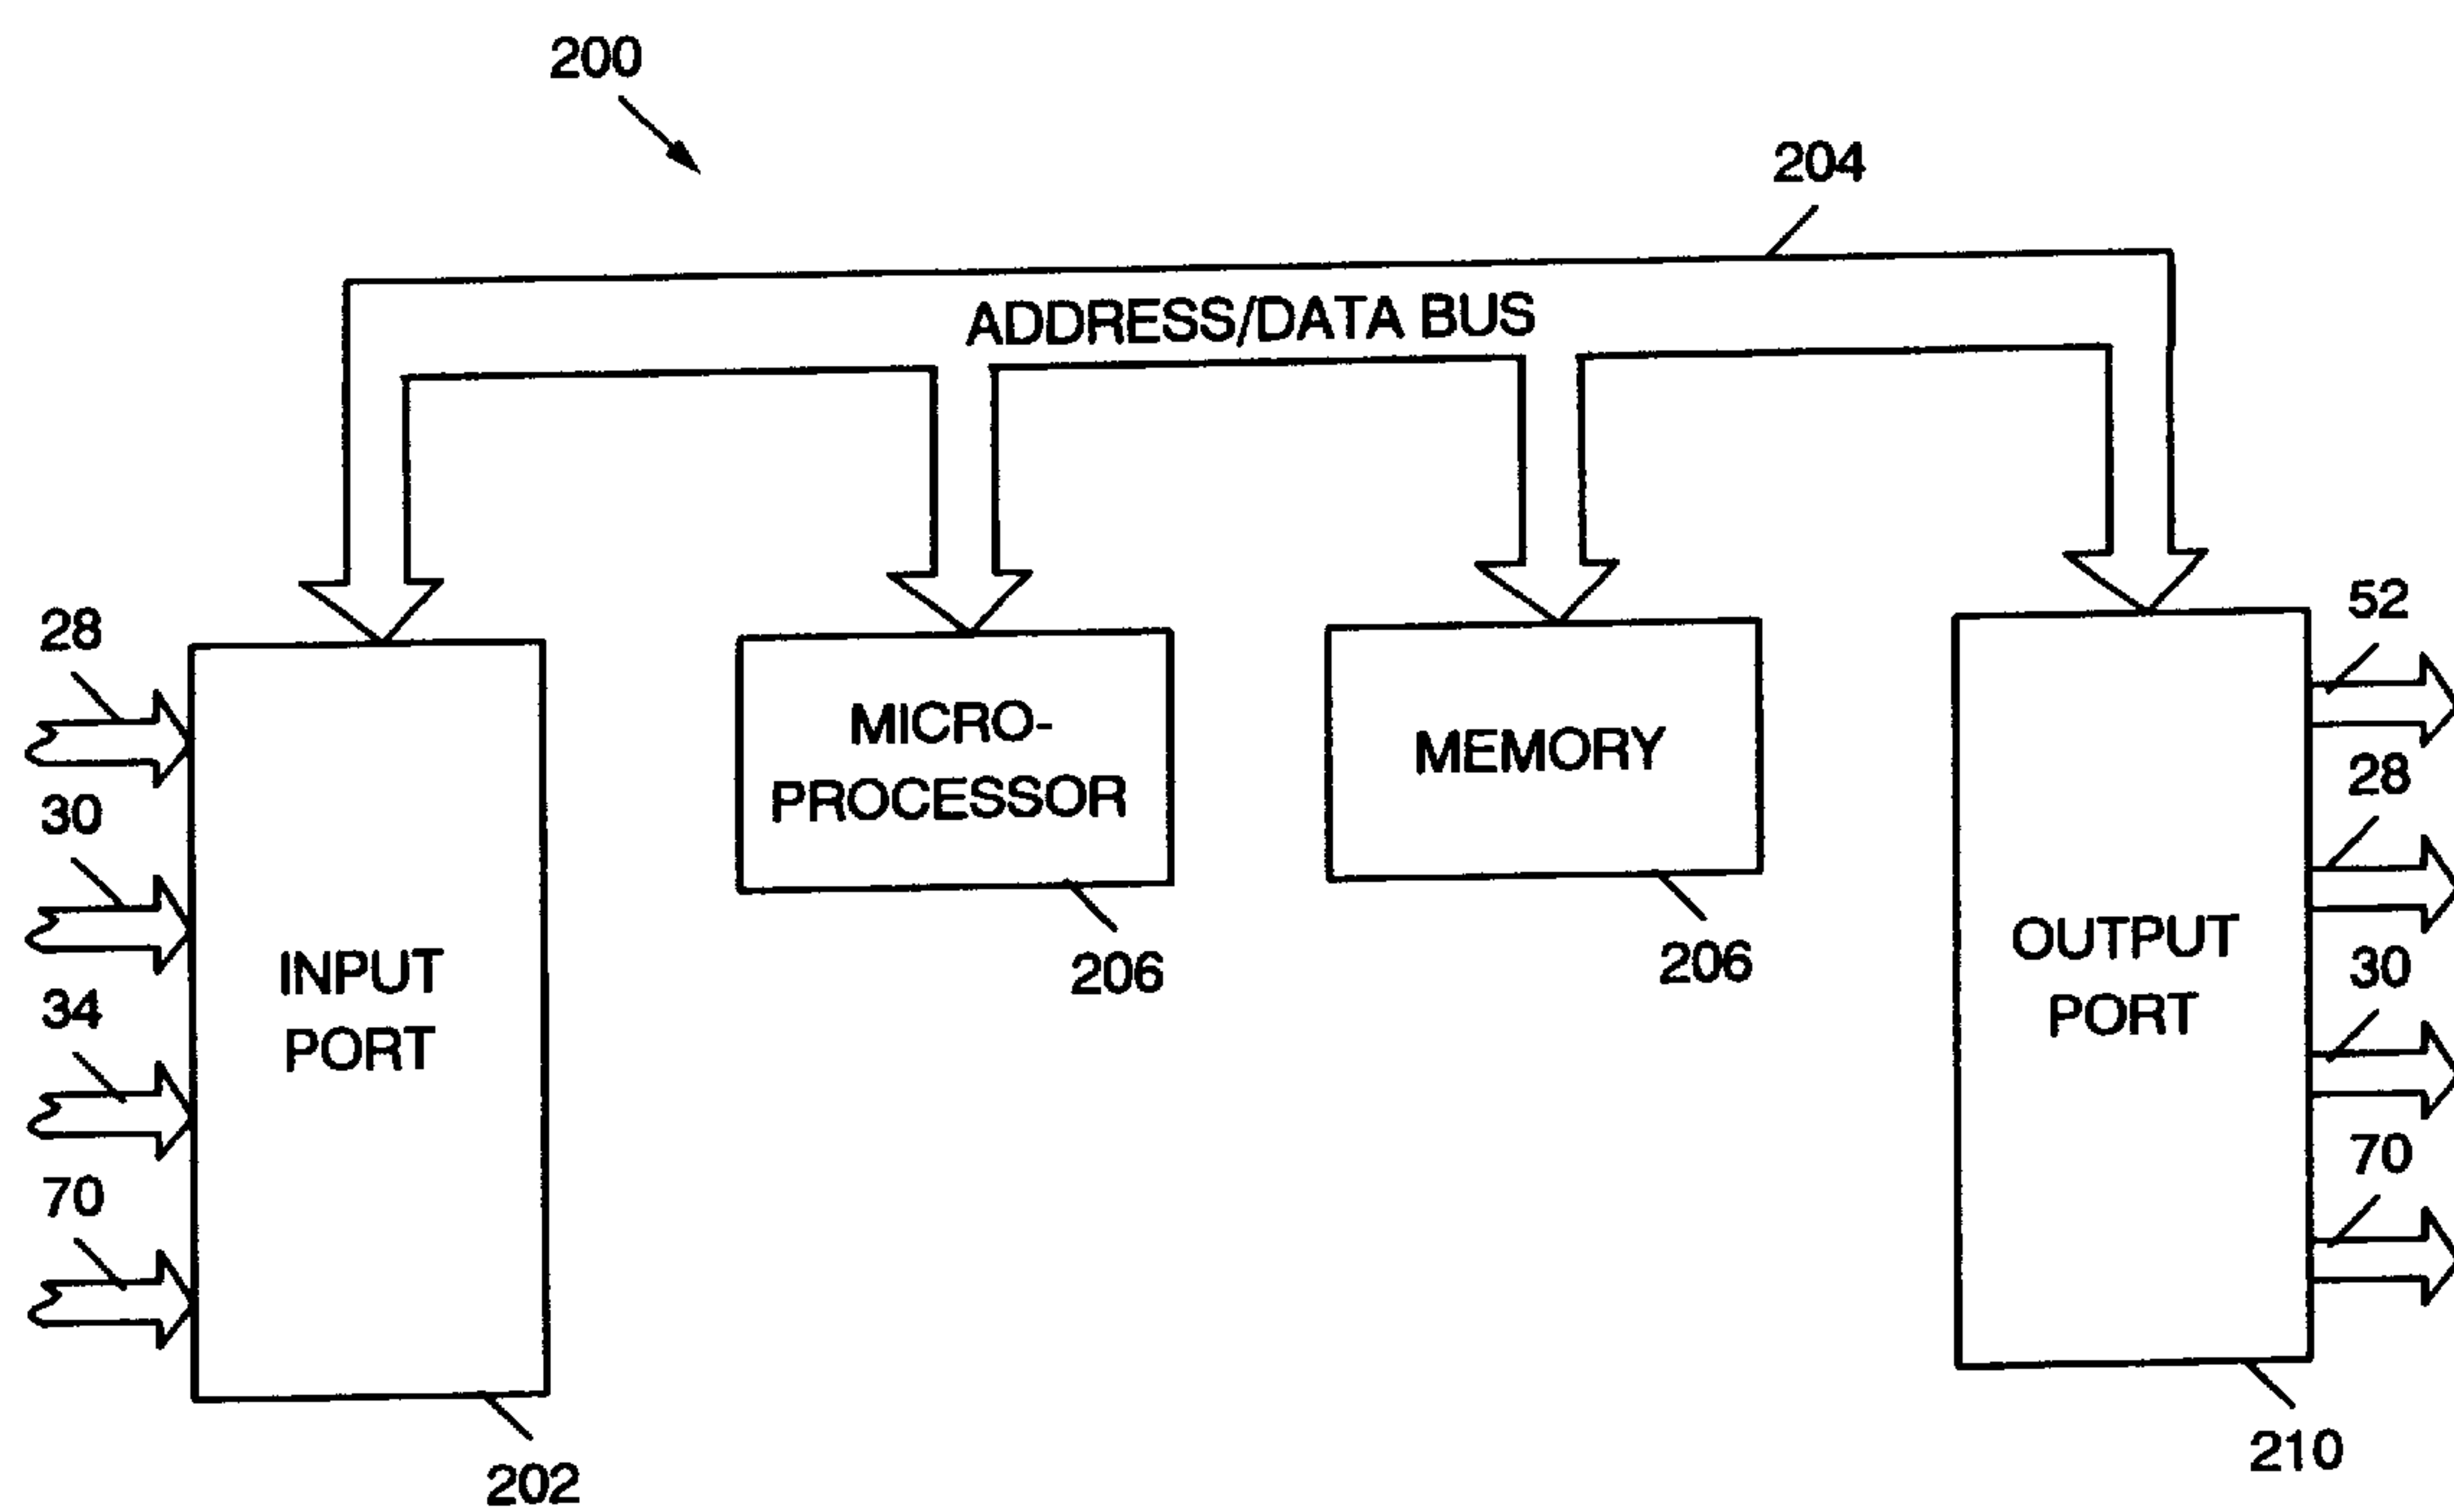 200
204
ADDRESS/DATA BUS
28
30
34
70
INPUT
PORT
202
MICRO-
PROCESSOR
206
MEMORY
206
OUTPUT
PORT
210
52
28
30
70